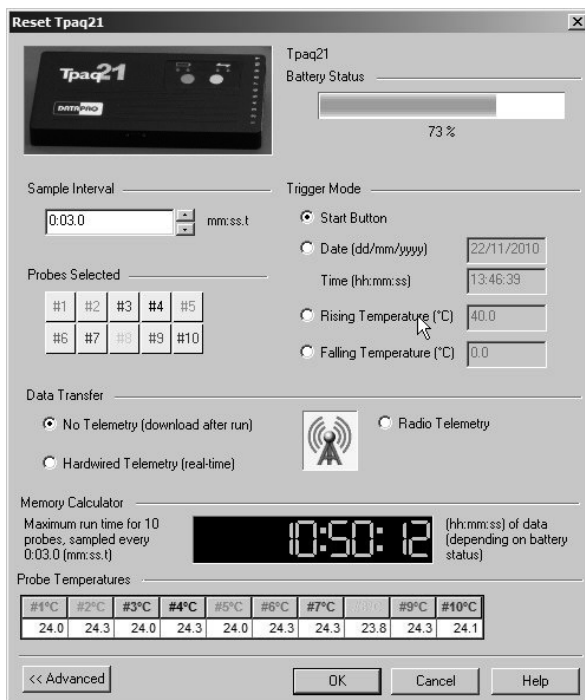 Reset Tpaq21
Tpaq21
DATAPAQ
Tpaq21
Battery Status
73 %
Sample Interval
0:03.0
mm:ss.t
Probes Selected
#1 #2 #3 #4 #5
#6 #7 #8 #9 #10
Trigger Mode
Start Button
Date (dd/mm/yyyy) 22/11/2010
Time (hh:mm:ss) 13:46:39
Rising Temperature (°C) 40.0
Falling Temperature (°C) 0.0
Data Transfer
No Telemetry (download after run)
Radio Telemetry
Hardwired Telemetry (real-time)
Memory Calculator
Maximum run time for 10
probes, sampled every
0:03.0 (mm:ss.t)
10:50:12
(hh:mm:ss) of data
(depending on battery
status)
Probe Temperatures
#1°C #2°C #3°C #4°C #5°C #6°C #7°C #8°C #9°C #10°C
24.0 24.3 24.0 24.3 24.0 24.3 24.3 23.8 24.3 24.1
<< Advanced
OK
Cancel
Help